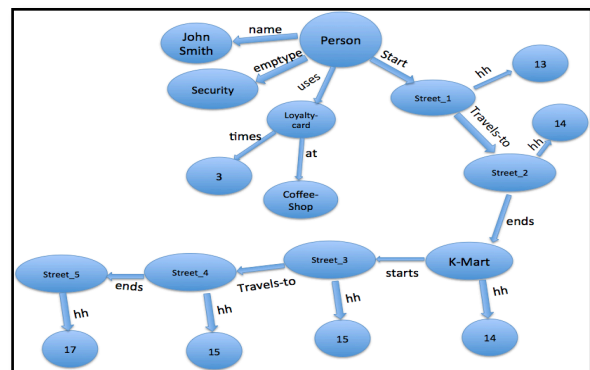 John
Smith
name
Person
emptype
Security
uses
Start
Loyalty-
card
times
at
3
Coffee-
Shop
Street_1
hh
13
Travels-to
14
hh
Street_2
ends
K-Mart
starts
Street_3
Travels-to
Street_4
ends
Street_5
hh
hh
hh
hh
17
15
15
14